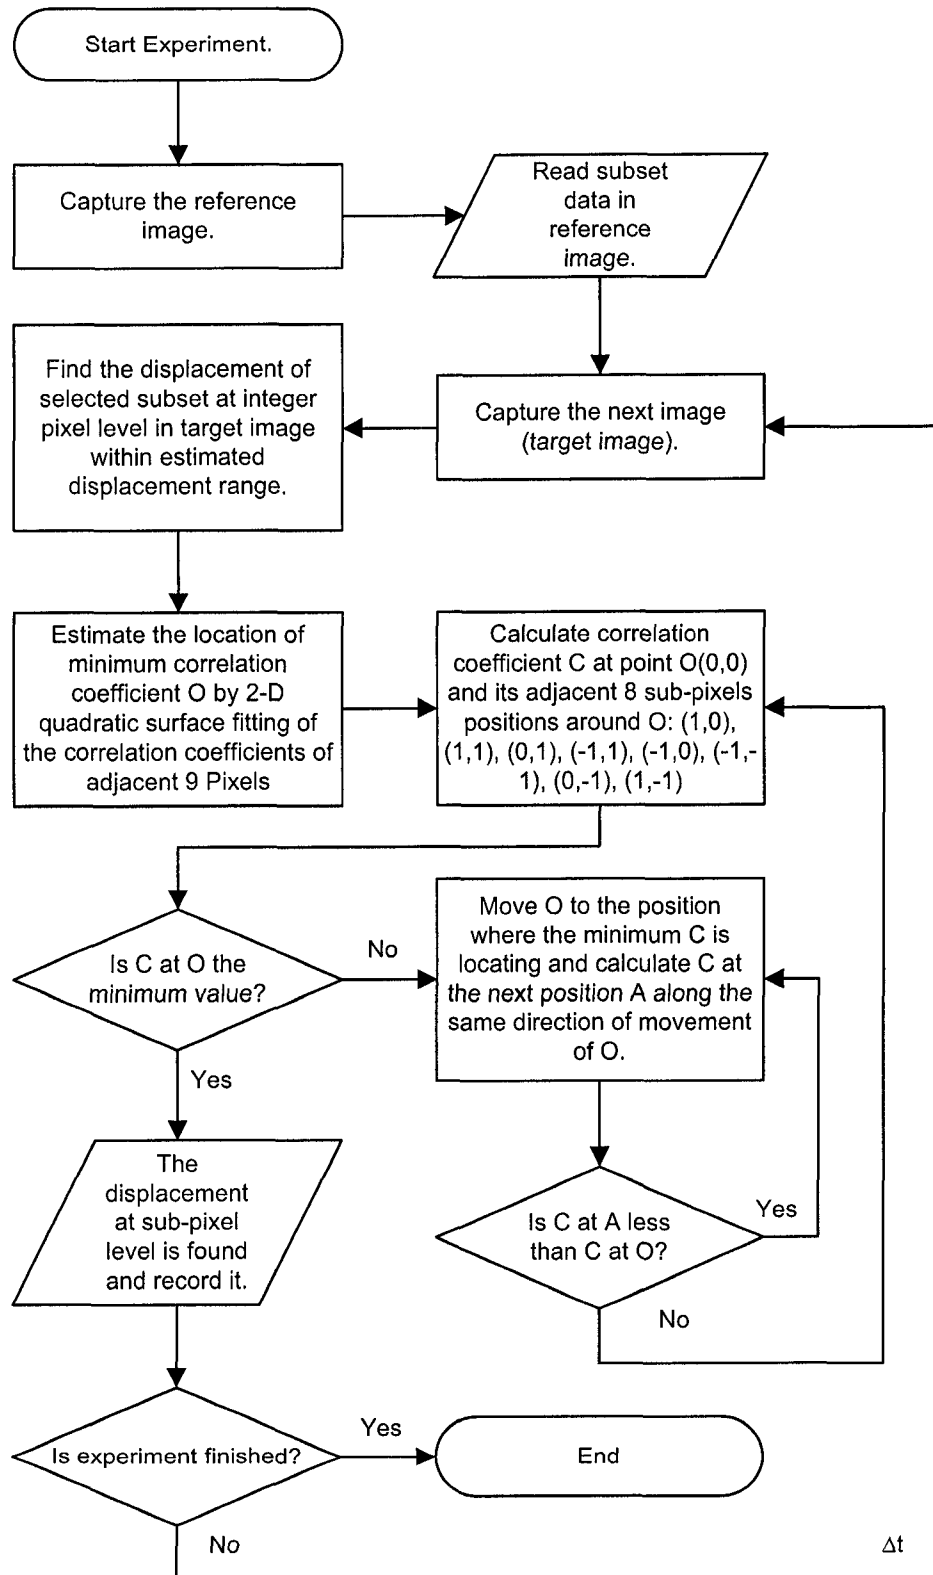 Start Experiment.
Capture the reference
image.
Read subset
data in
reference
image.
Find the displacement of
selected subset at integer
pixel level in target image
within estimated
displacement range.
Capture the next image
(target image).
Estimate the location of
minimum correlation
coefficient O by 2-D
quadratic surface fitting of
the correlation coefficients of
adjacent 9 Pixels
Calculate correlation
coefficient C at point O(0,0)
and its adjacent 8 sub-pixels
positions around O: (1,0),
(1,1), (0,1), (-1,1), (-1,0), (-1,-
1), (0,-1), (1,-1)
Is C at O the
minimum value?
No
Move O to the position
where the minimum C is
locating and calculate C at
the next position A along the
same direction of movement
of O.
Yes
The
displacement
at sub-pixel
level is found
and record it.
Is C at A less
than C at O?
Yes
No
Is experiment finished?
Yes
End
No
Δt